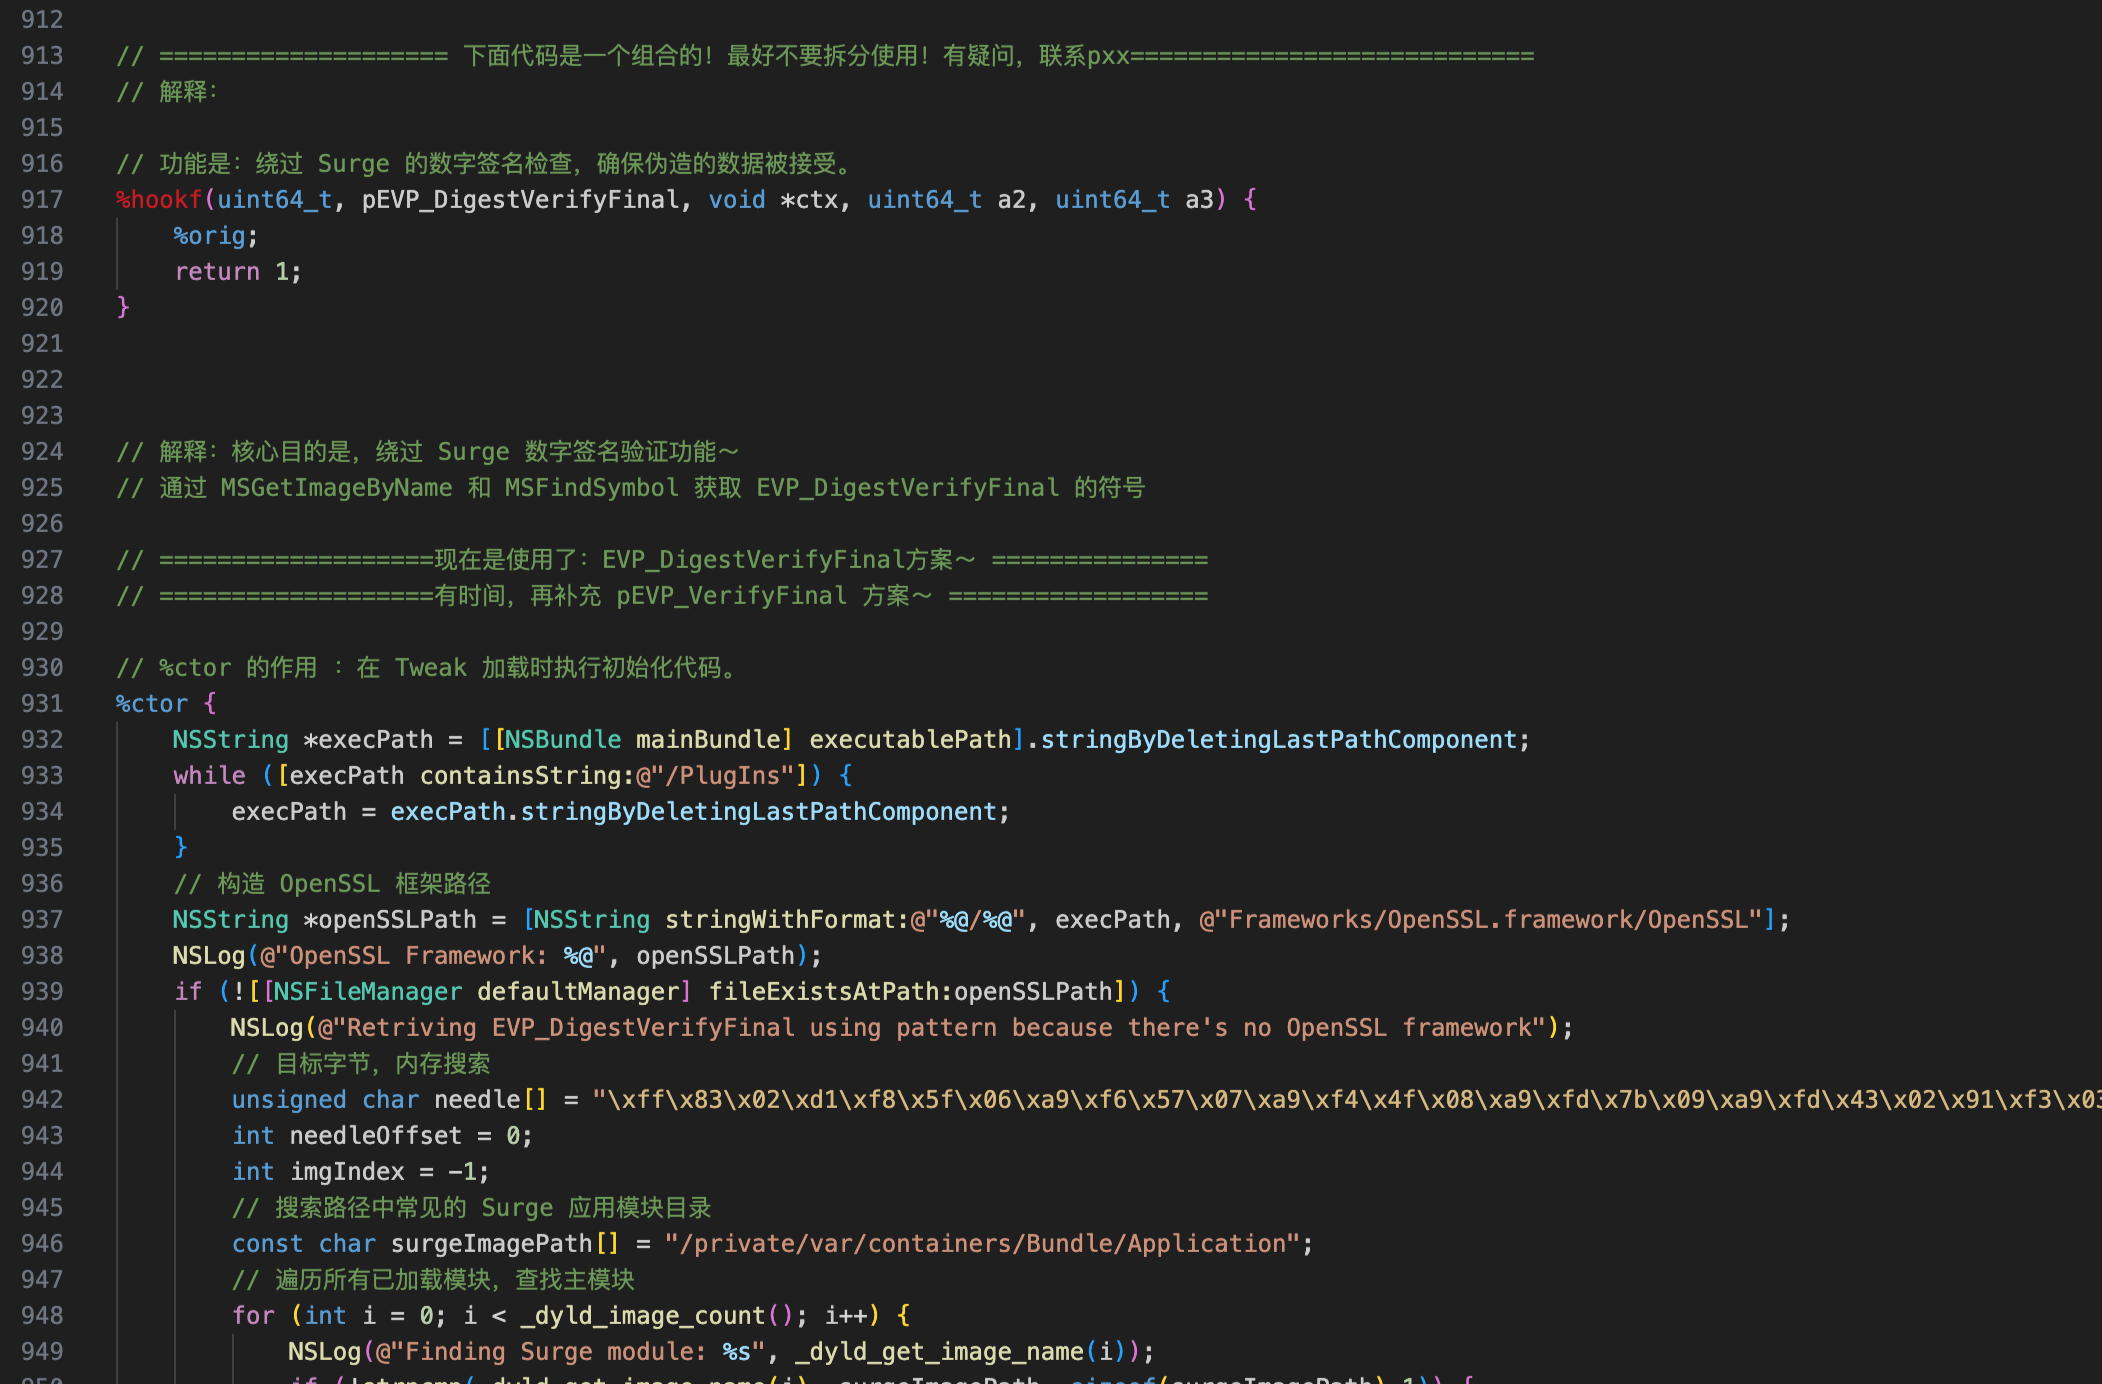 912
913 // ==================== 下面代码是一个组合的！最好不要拆分使用！有疑问，联系pxx============================
914 // 解释：
915
916 // 功能是：绕过 Surge 的数字签名检查，确保伪造的数据被接受。
917 %hookf(uint64_t, pEVP_DigestVerifyFinal, void *ctx, uint64_t a2, uint64_t a3) {
918 %orig;
919 return 1;
920 }
921
922
923
924 // 解释：核心目的是，绕过 Surge 数字签名验证功能～
925 // 通过 MSGetImageByName 和 MSFindSymbol 获取 EVP_DigestVerifyFinal 的符号
926
927 // ===================现在是使用了：EVP_DigestVerifyFinal方案～ ===============
928 // ===================有时间，再补充 pEVP_VerifyFinal 方案～ ==================
929
930 // %ctor 的作用 ：在 Tweak 加载时执行初始化代码。
931 %ctor {
932 NSString *execPath = [[NSBundle mainBundle] executablePath].stringByDeletingLastPathComponent;
933 while ([execPath containsString:@"/PlugIns"]) {
934 execPath = execPath.stringByDeletingLastPathComponent;
935 }
936 // 构造 OpenSSL 框架路径
937 NSString *openSSLPath = [NSString stringWithFormat:@"%@/%@", execPath, @"Frameworks/OpenSSL.framework/OpenSSL"];
938 NSLog(@"OpenSSL Framework: %@", openSSLPath);
939 if (![[NSFileManager defaultManager] fileExistsAtPath:openSSLPath]) {
940 NSLog(@"Retriving EVP_DigestVerifyFinal using pattern because there's no OpenSSL framework");
941 // 目标字节，内存搜索
942 unsigned char needle[] = "\xff\x83\x02\xd1\xf8\x5f\x06\xa9\xf6\x57\x07\xa9\xf4\x4f\x08\xa9\xfd\x7b\x09\xa9\xfd\x43\x02\x91\xf3\x03
943 int needleOffset = 0;
944 int imgIndex = -1;
945 // 搜索路径中常见的 Surge 应用模块目录
946 const char surgeImagePath[] = "/private/var/containers/Bundle/Application";
947 // 遍历所有已加载模块，查找主模块
948 for (int i = 0; i < _dyld_image_count(); i++) {
949 NSLog(@"Finding Surge module: %s", _dyld_get_image_name(i));